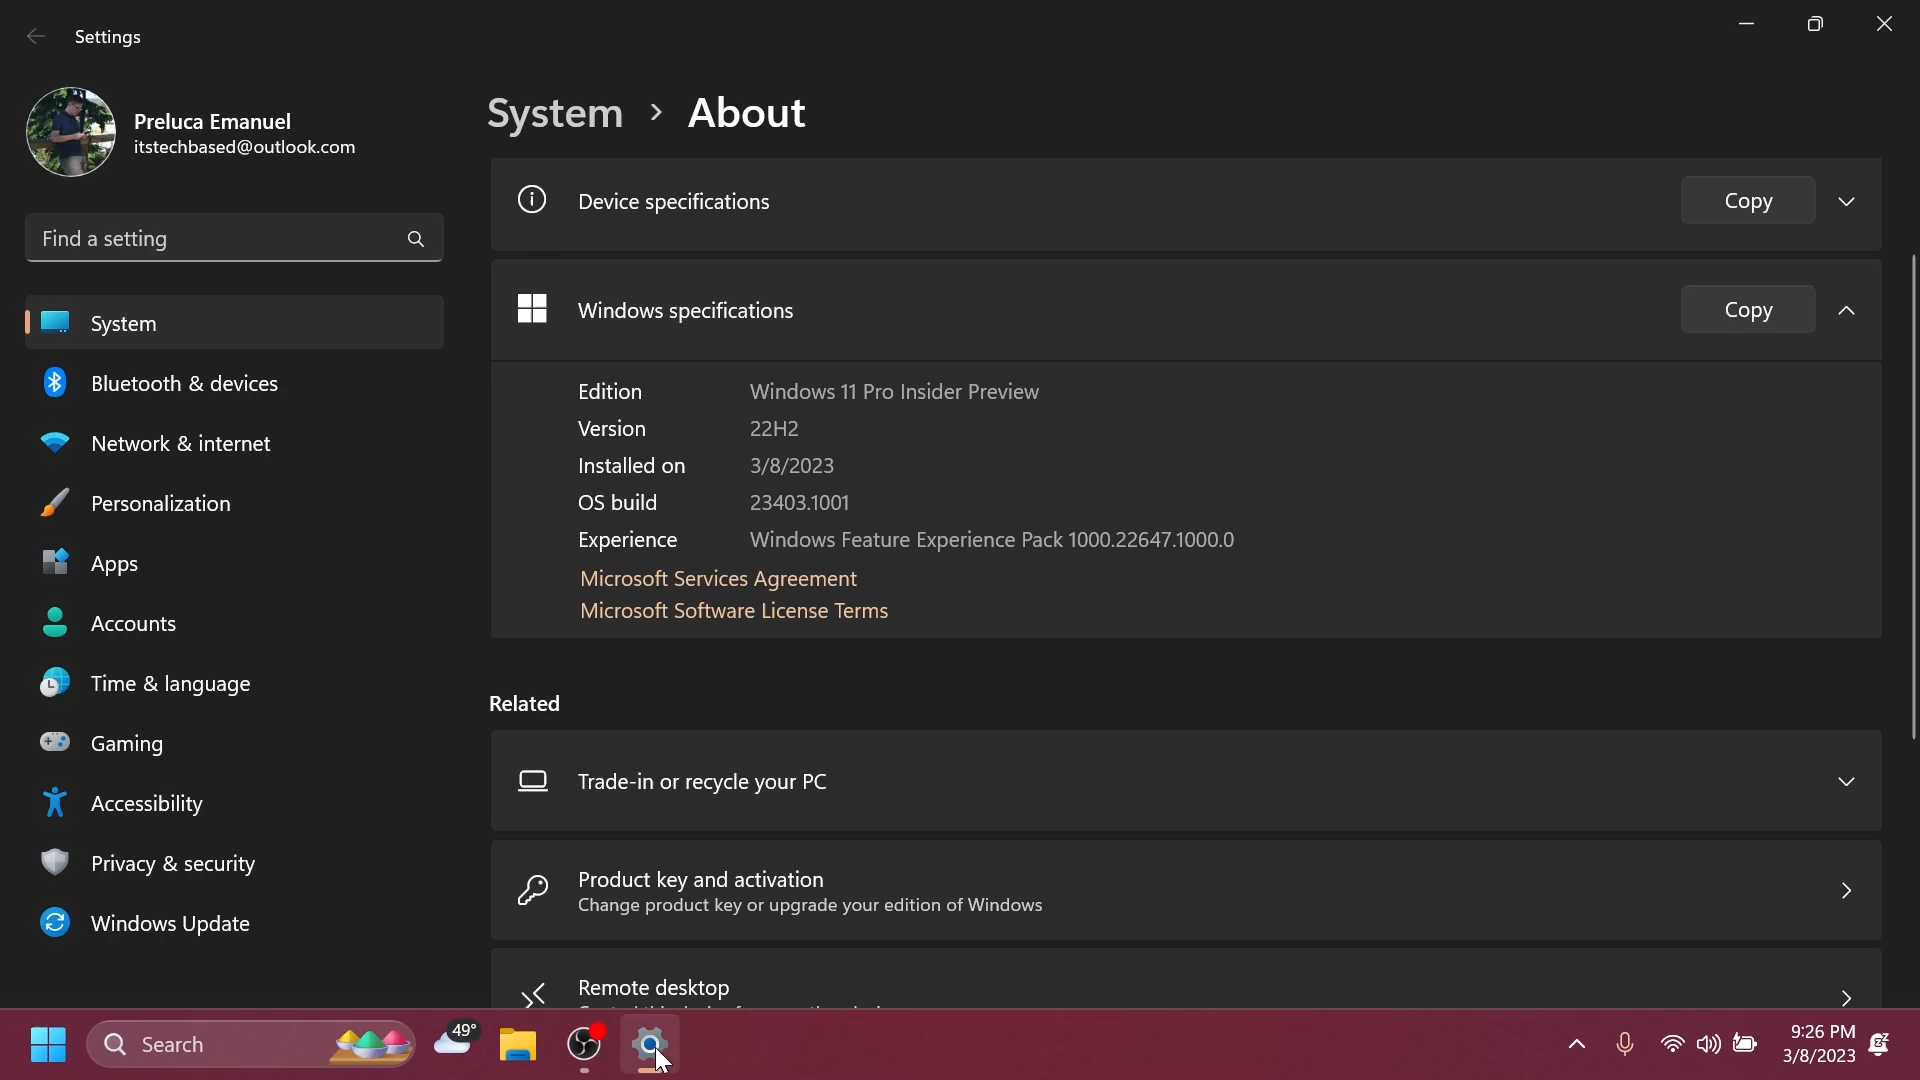 Settings
Preluca Emanuel
itstechbased@outlook.com
Find a setting
System
Bluetooth & devices
Network & internet
Personalization
Apps
Accounts
Time & language
Gaming
Accessibility
Privacy & security
Windows Update
System > About
Device specifications Copy
Windows specifications Copy
Edition Windows 11 Pro Insider Preview
Version 22H2
Installed on 3/8/2023
OS build 23403.1001
Experience Windows Feature Experience Pack 1000.22647.1000.0
Microsoft Services Agreement
Microsoft Software License Terms
Related
Trade-in or recycle your PC
Product key and activation
Change product key or upgrade your edition of Windows
Remote desktop
Search
49°
9:26 PM
3/8/2023